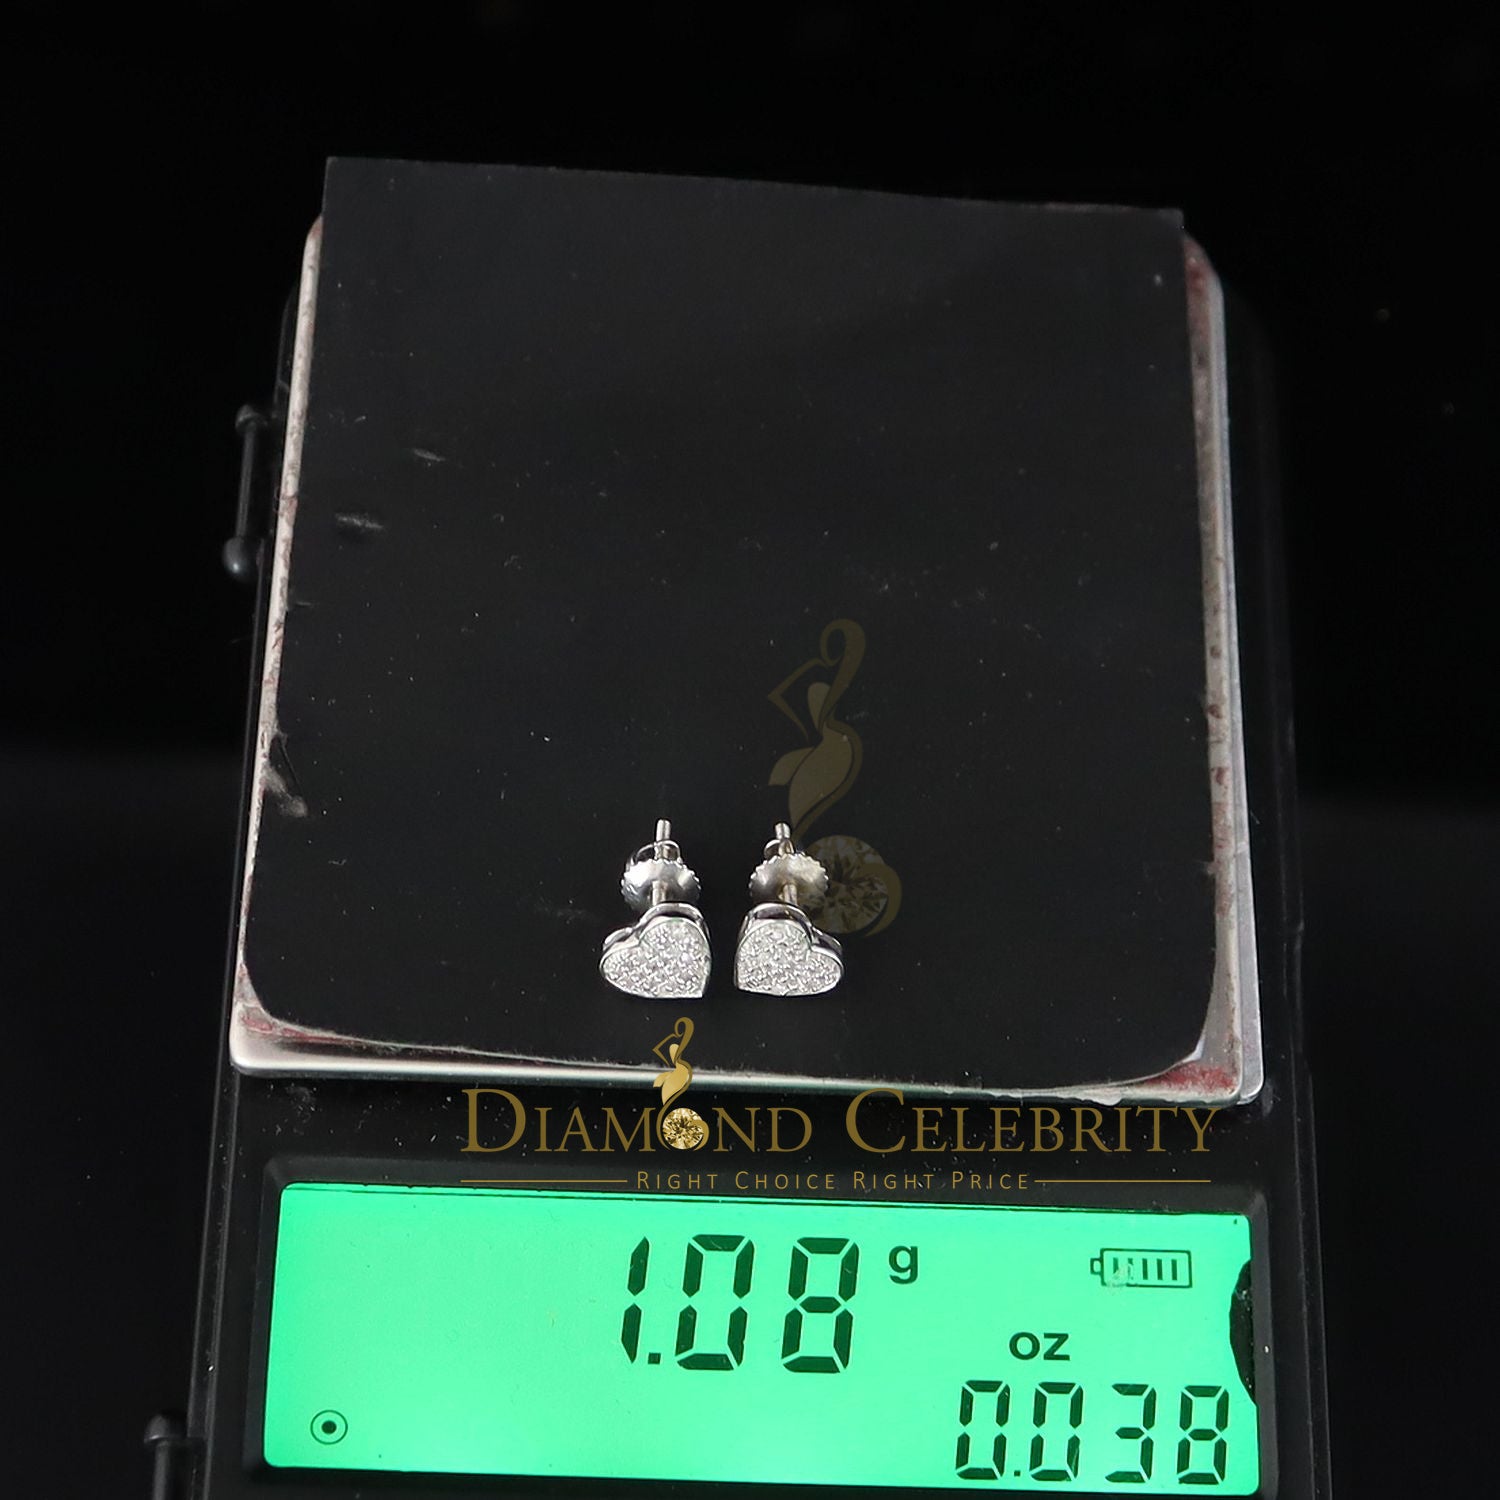 DIAMOND CELEBRITY
RIGHT CHOICE RIGHT PRICE
1.08 g
oz
0.038